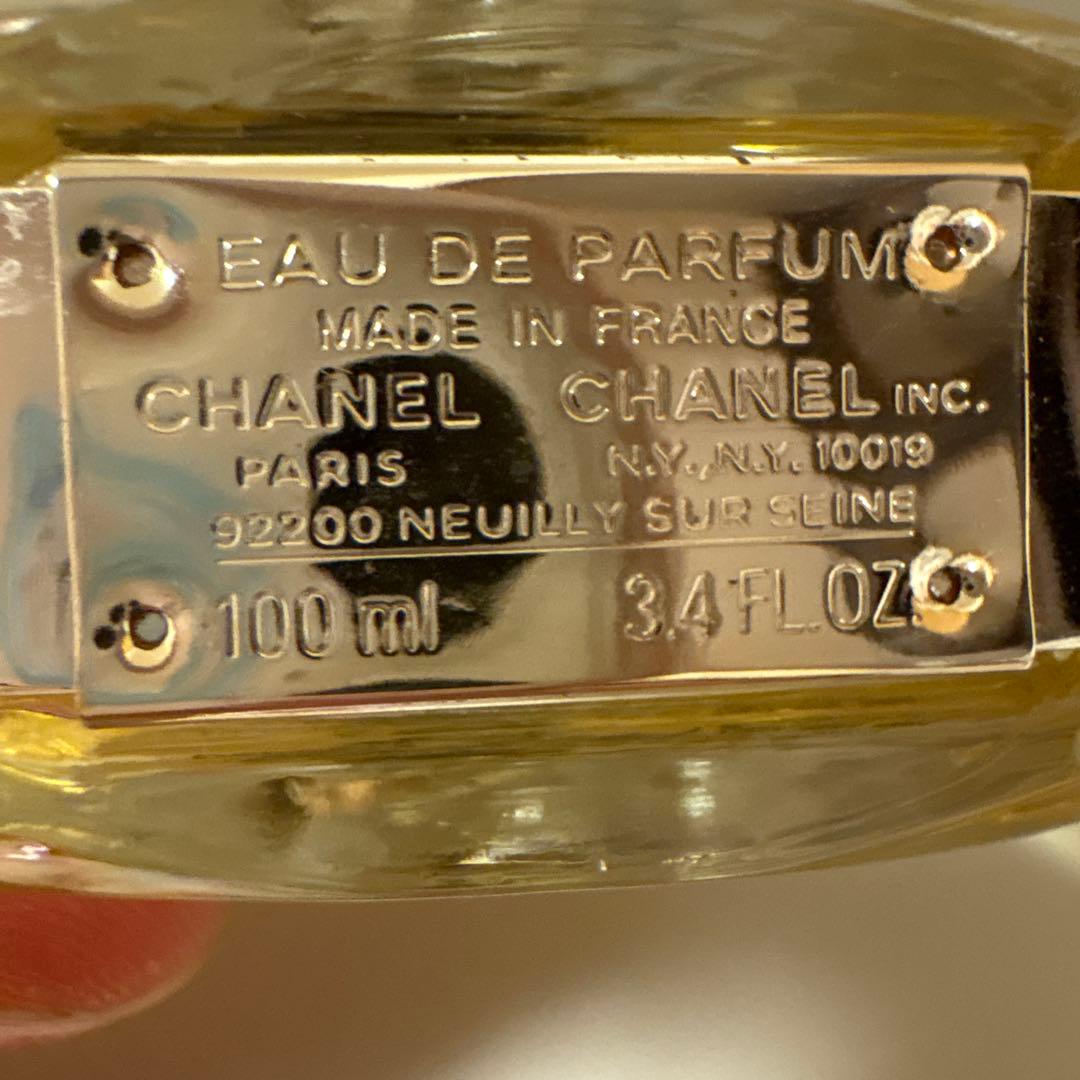 EAU DE PARFUM
MADE IN FRANCE
CHANEL CHANEL INC.
PARIS N.Y., N.Y. 10019
92200 NEUILLY SUR SEINE
100 ml 3.4 FL. OZ.